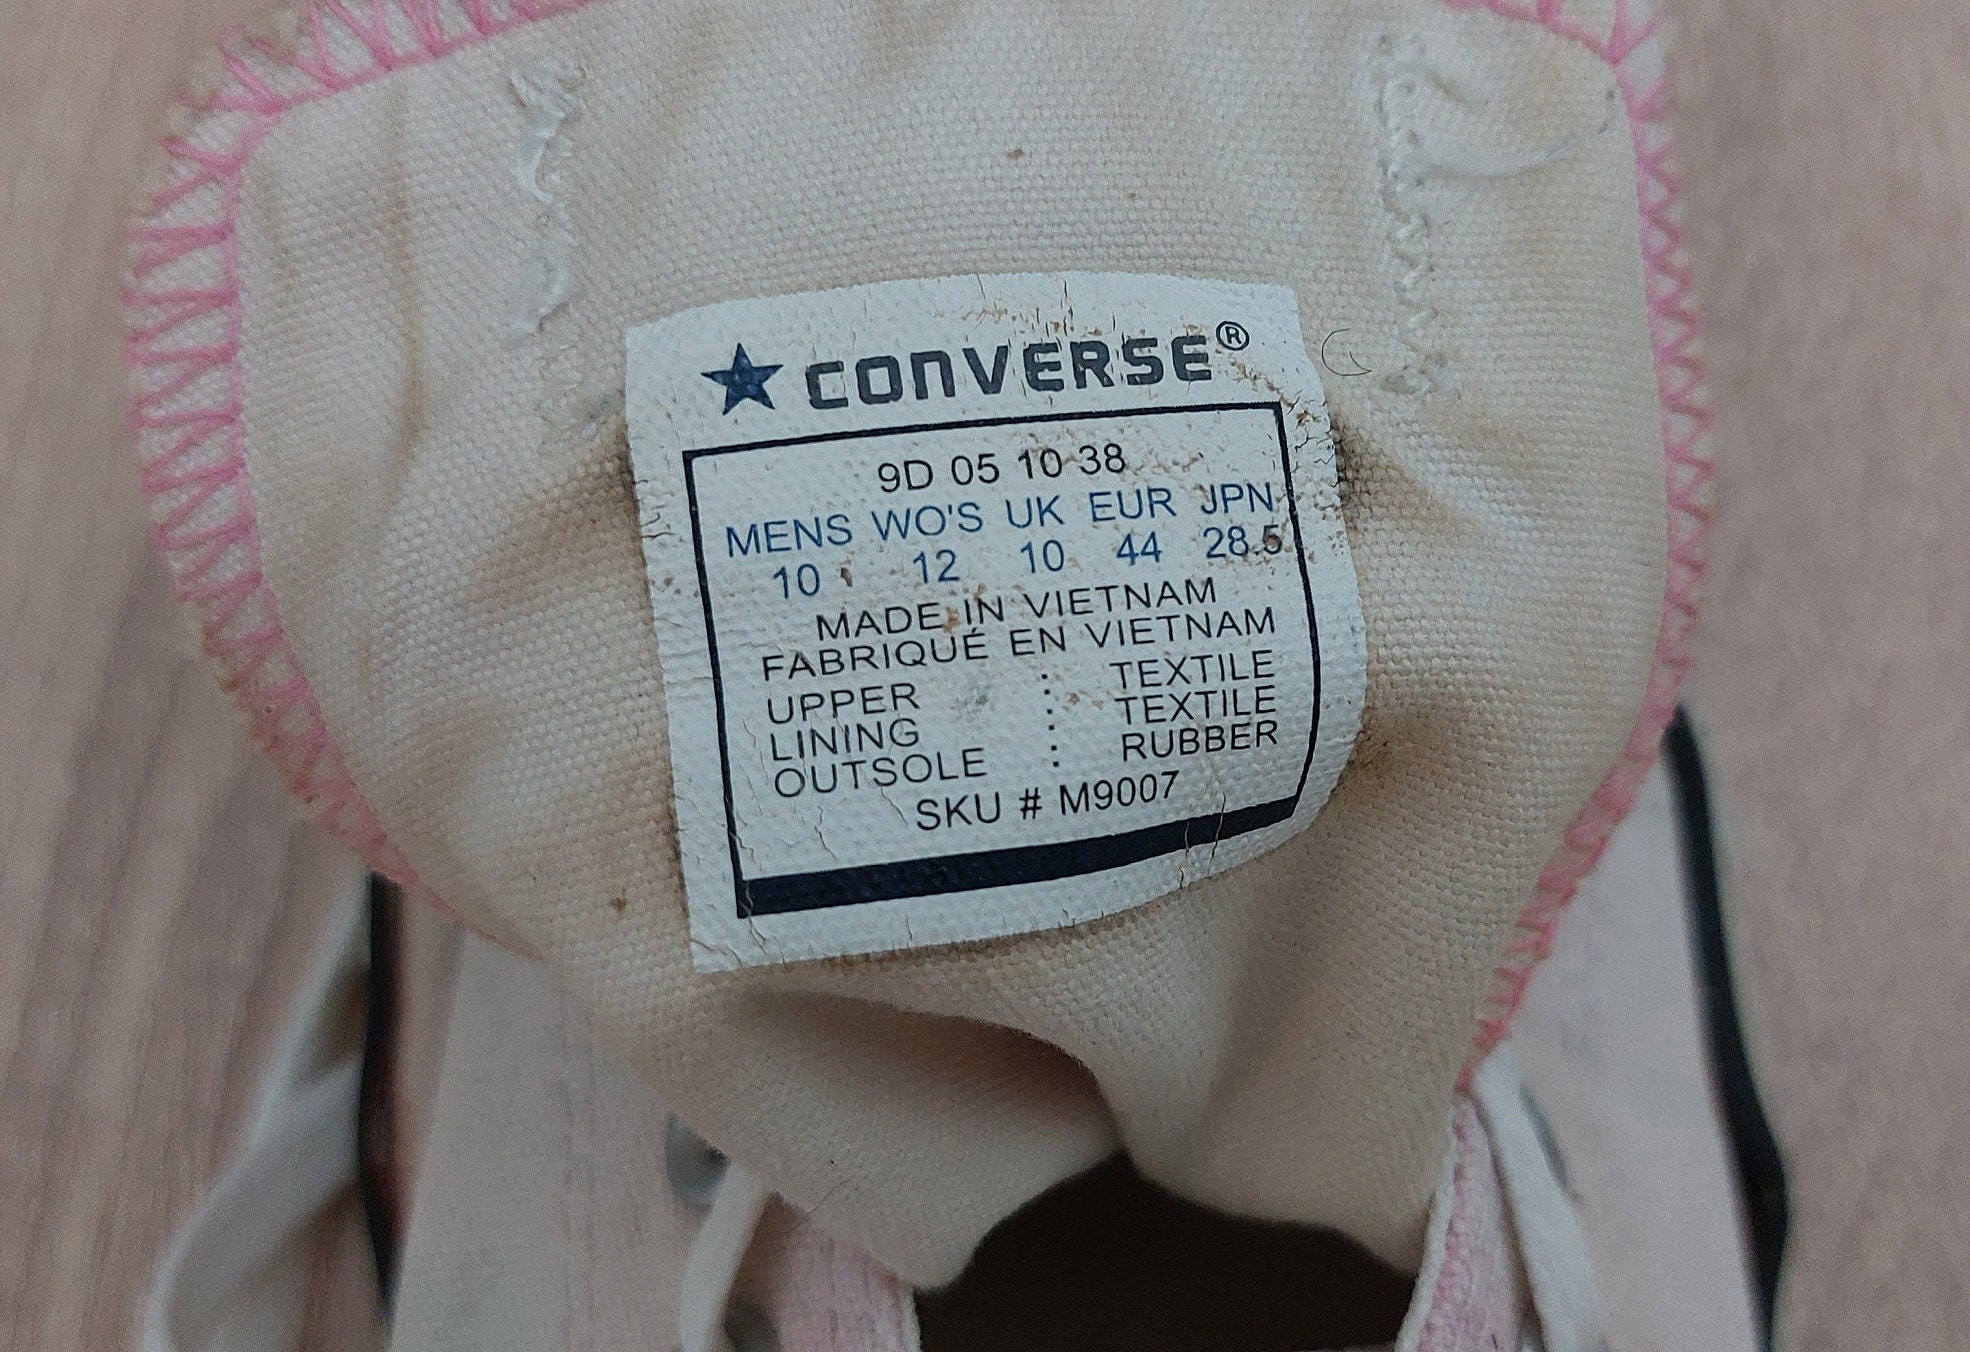 CONVERSE®
9D 05 10 38
MENS WO'S UK EUR JPN
10 12 10 44 28.5
MADE IN VIETNAM
FABRIQUÉ EN VIETNAM
UPPER : TEXTILE
LINING : TEXTILE
OUTSOLE : RUBBER
SKU # M9007